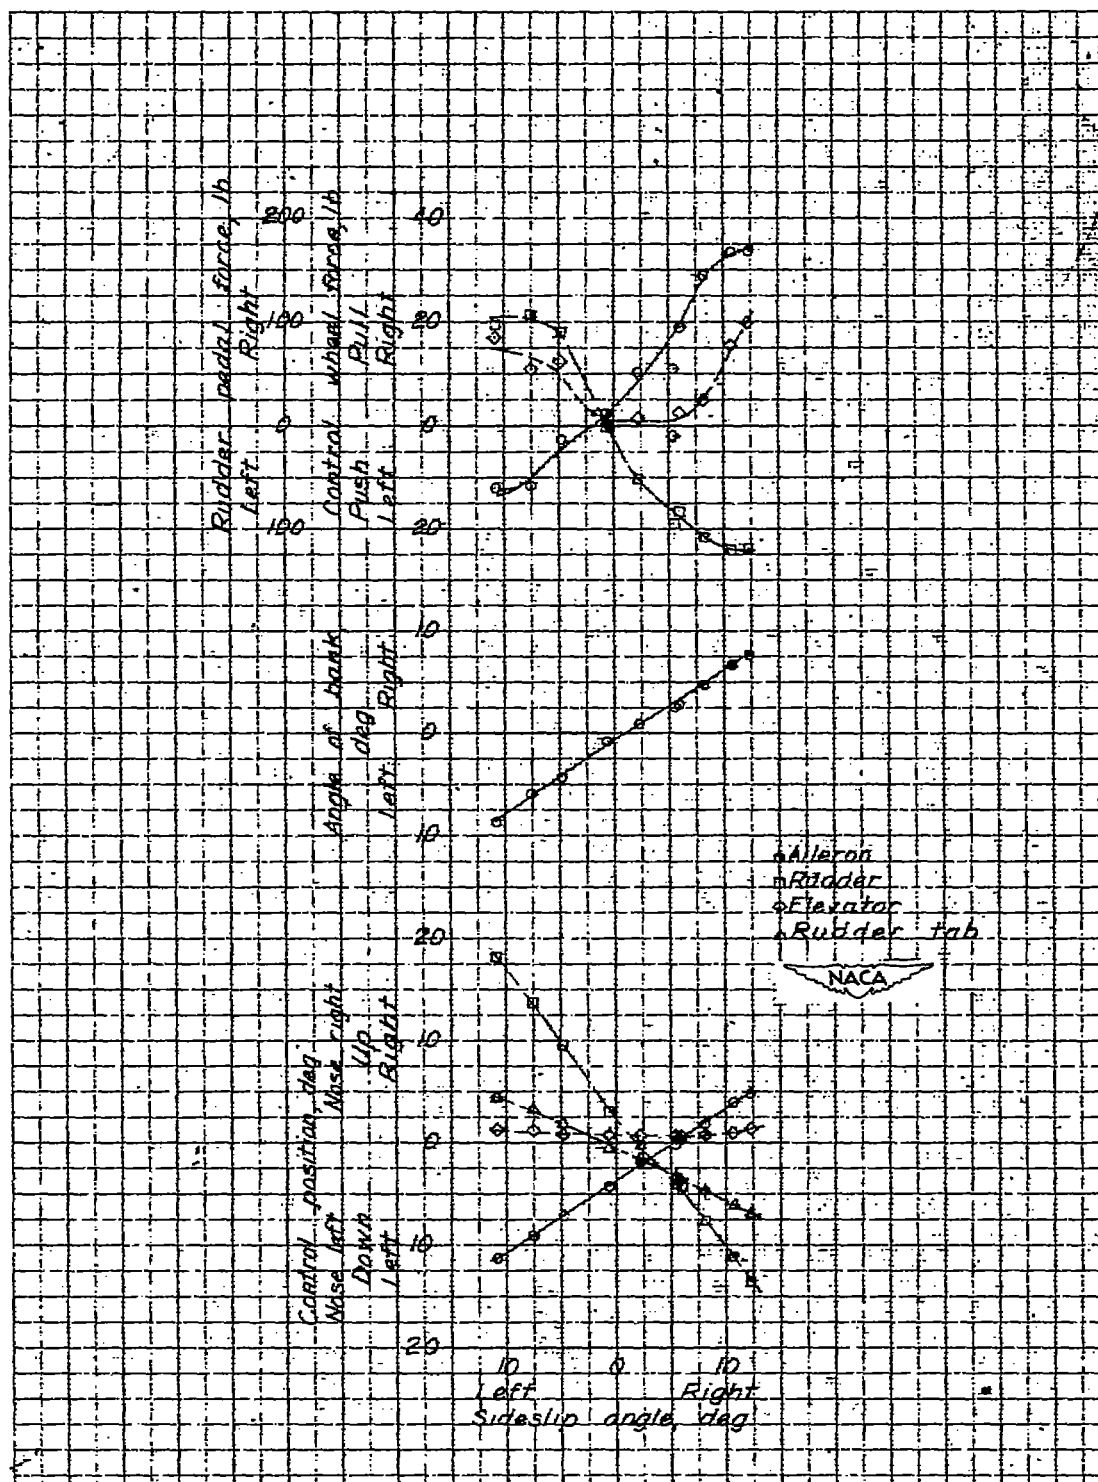 Rudder pedal force, lb
Left Right
200
100
0
100
Control wheel force, lb
Push Pull
Left Right
40
20
0
20
Angle of bank
deg
Left Right
10
0
10
Aileron
Rudder
Elevator
Rudder tab
NACA
Control position, deg
Nose left Nose right
Down Up
Left Right
20
10
0
10
20
10 0 10
Left Right
Sideslip angle, deg